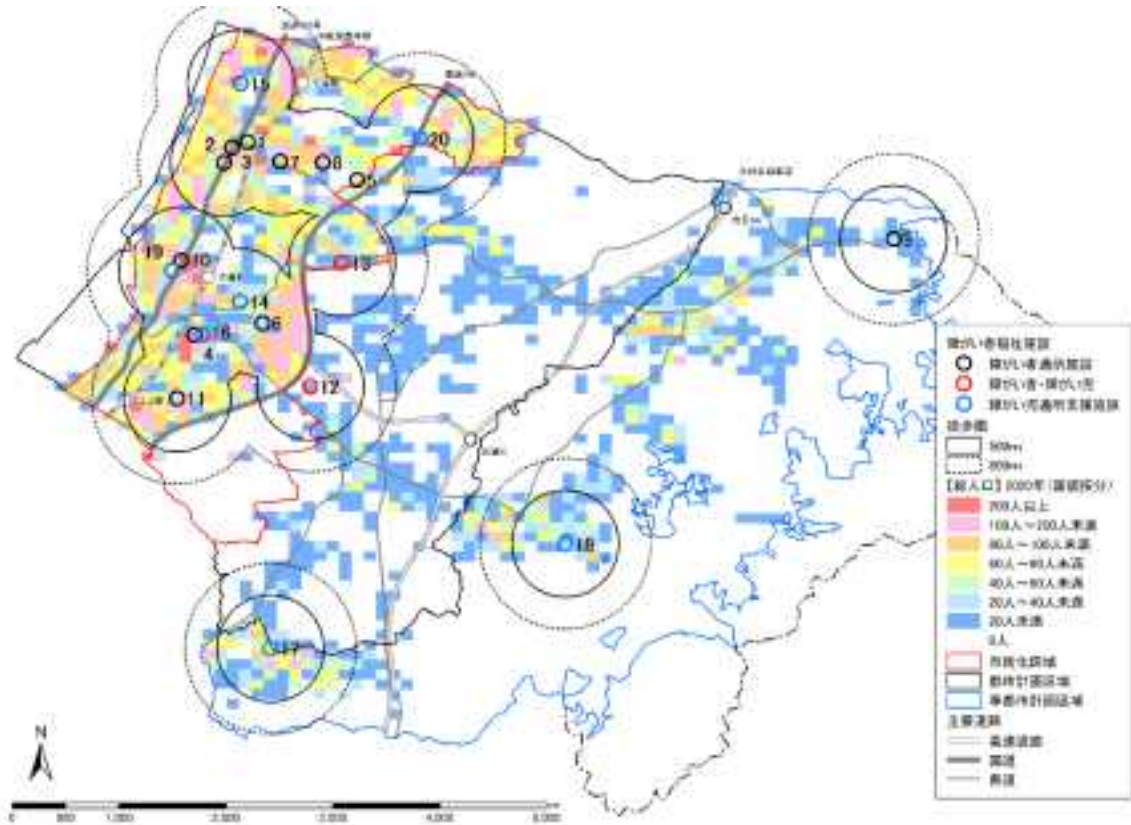 15
20
2
1
3
7
8
5
9
19
10
13
14
6
16
4
12
11
18
17
障がい者福祉施設
障がい者通所施設
障がい者・障がい児
障がい児通所支援施設
徒歩圏
500m
800m
【総人口】2020年（面積按分）
200人以上
100人～200人未満
80人～100人未満
60人～80人未満
40人～60人未満
20人～40人未満
20人未満
0人
市街化区域
都市計画区域
準都市計画区域
主要道路
高速道路
国道
県道
N
0 500 1,000 2,000 3,000 4,000 5,000